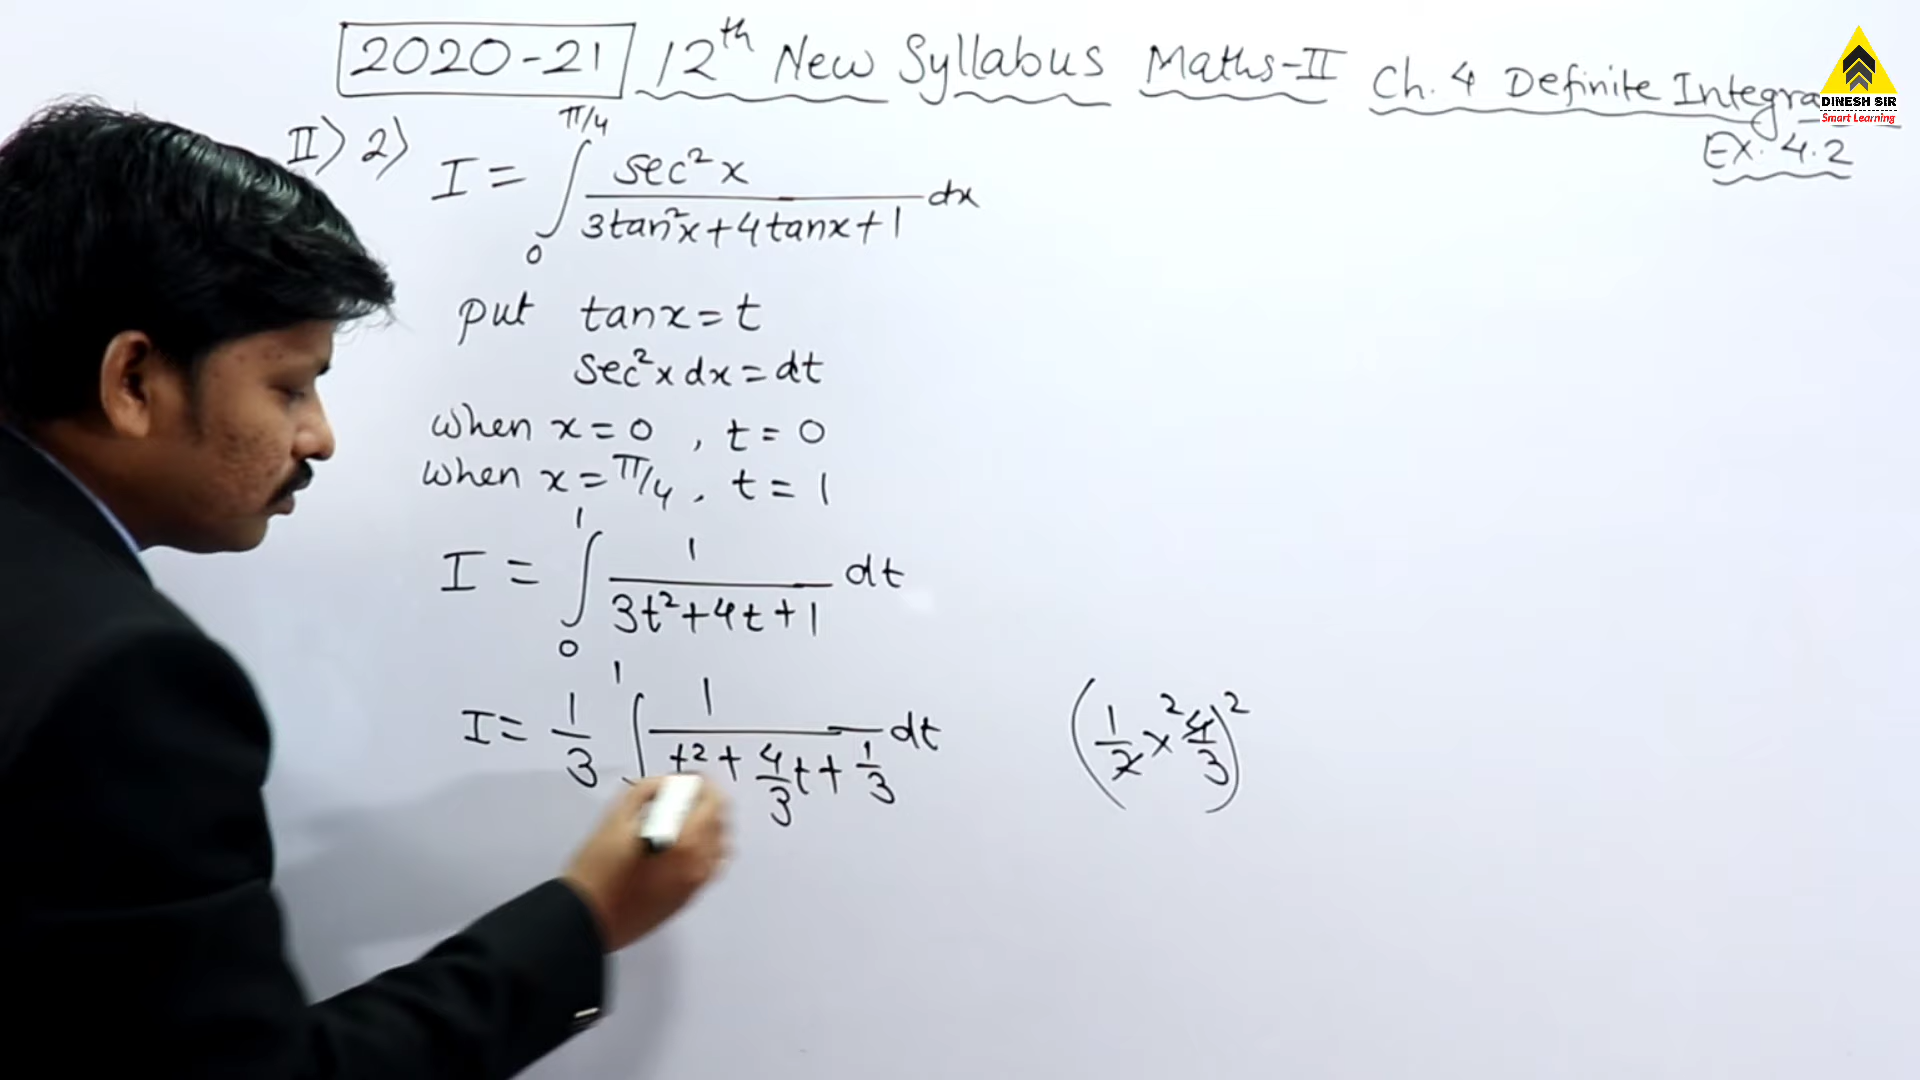 2020-21 12th New Syllabus Maths-II Ch. 4 Definite Integra
DINESH SIR
Smart Learning
Ex. 4.2
II) 2) I = ∫₀^(π/4) sec²x / (3tan²x+4tanx+1) dx
put tanx = t
sec²x dx = dt
when x = 0 , t = 0
when x = π/4 , t = 1
I = ∫₀¹ 1 / (3t²+4t+1) dt
I = 1/3 ∫¹ 1 / (t² + 4/3 t + 1/3) dt
(1/2 × 4/3)² 2